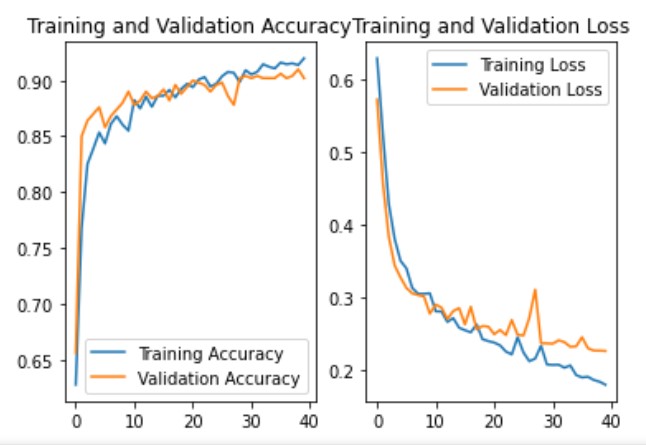 Training and Validation Accuracy
0.90
0.85
0.80
0.75
0.70
0.65
Training Accuracy
Validation Accuracy
0 10 20 30 40
Training and Validation Loss
Training Loss
Validation Loss
0.6
0.5
0.4
0.3
0.2
0 10 20 30 40